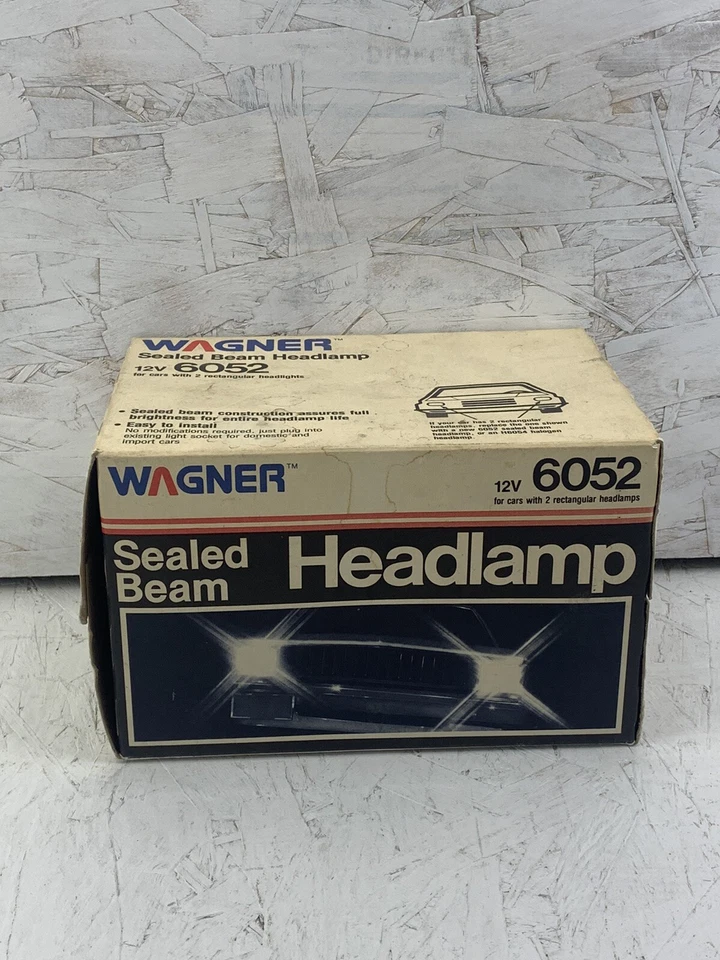 WAGNER™
Sealed Beam Headlamp
12V 6052
for cars with 2 rectangular headlights
• Sealed beam construction assures full
brightness for entire headlamp life
• Easy to install
No modifications required, just plug into
existing light socket for domestic and
import cars
If your car has 2 rectangular
headlamps, replace the one shown
with a new 6052 sealed beam
headlamp, or an H6054 halogen
headlamp.
WAGNER™
12V 6052
for cars with 2 rectangular headlamps
Sealed
Beam
Headlamp